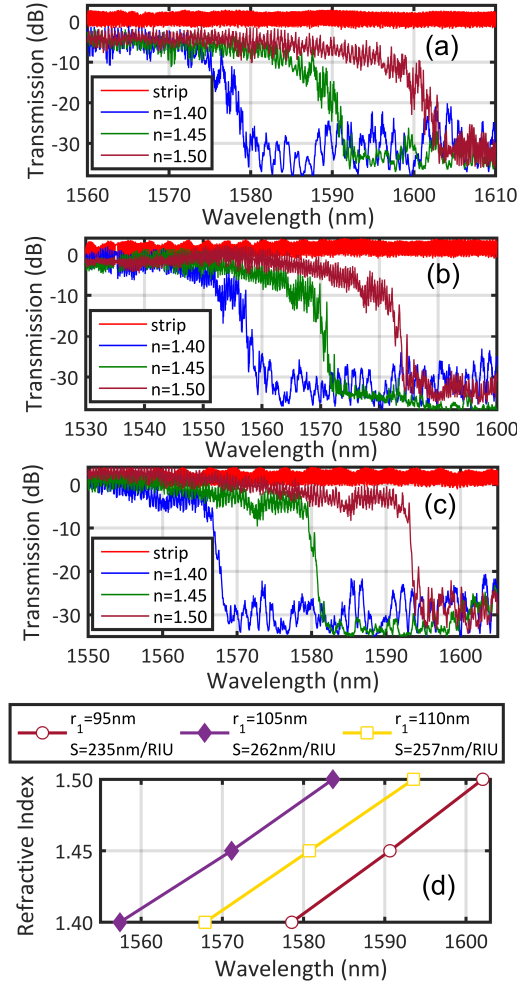 Transmission (dB)
0
-10
-20
-30
(a)
strip
n=1.40
n=1.45
n=1.50
1560 1570 1580 1590 1600 1610
Wavelength (nm)
Transmission (dB)
0
-10
-20
-30
(b)
strip
n=1.40
n=1.45
n=1.50
1530 1540 1550 1560 1570 1580 1590 1600
Wavelength (nm)
Transmission (dB)
0
-10
-20
-30
(c)
strip
n=1.40
n=1.45
n=1.50
1550 1560 1570 1580 1590 1600
Wavelength (nm)
r1=95nm r1=105nm r1=110nm
S=235nm/RIU S=262nm/RIU S=257nm/RIU
Refractive Index
1.50
1.45
1.40
(d)
1560 1570 1580 1590 1600
Wavelength (nm)